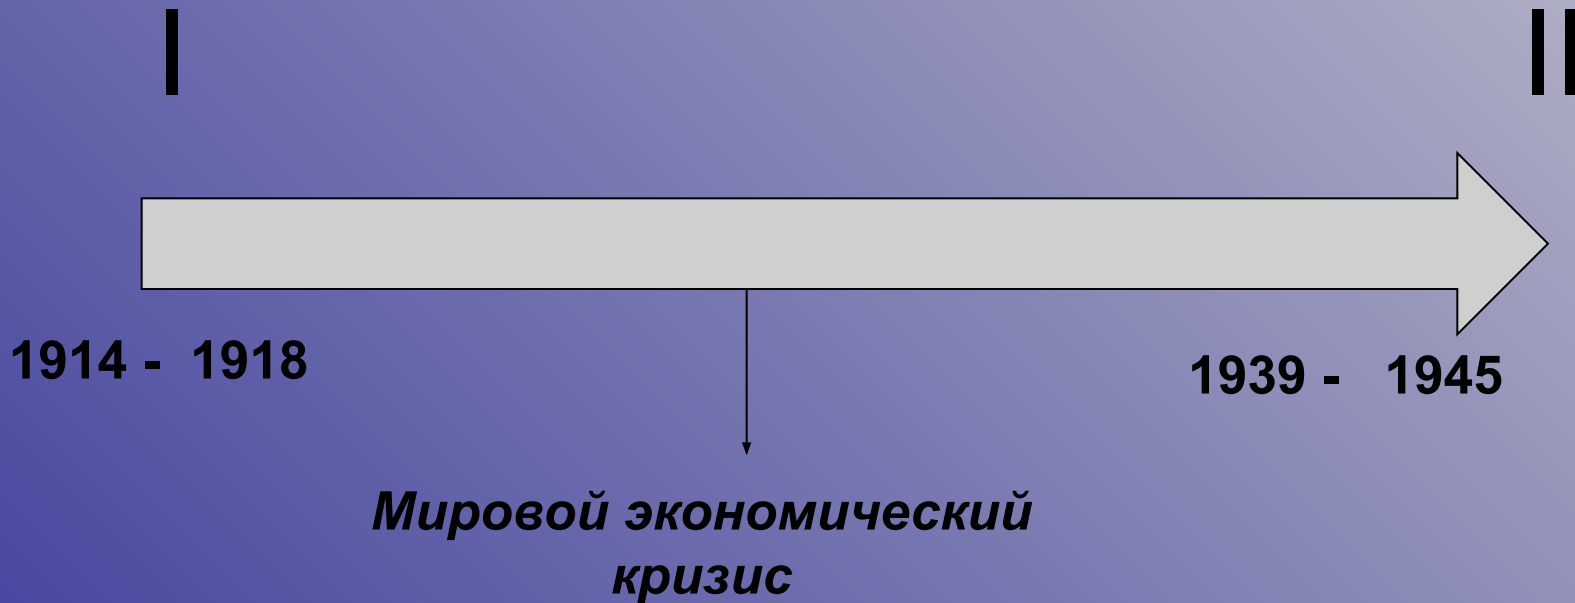 I II
1914 - 1918
1939 - 1945
Мировой экономический
кризис